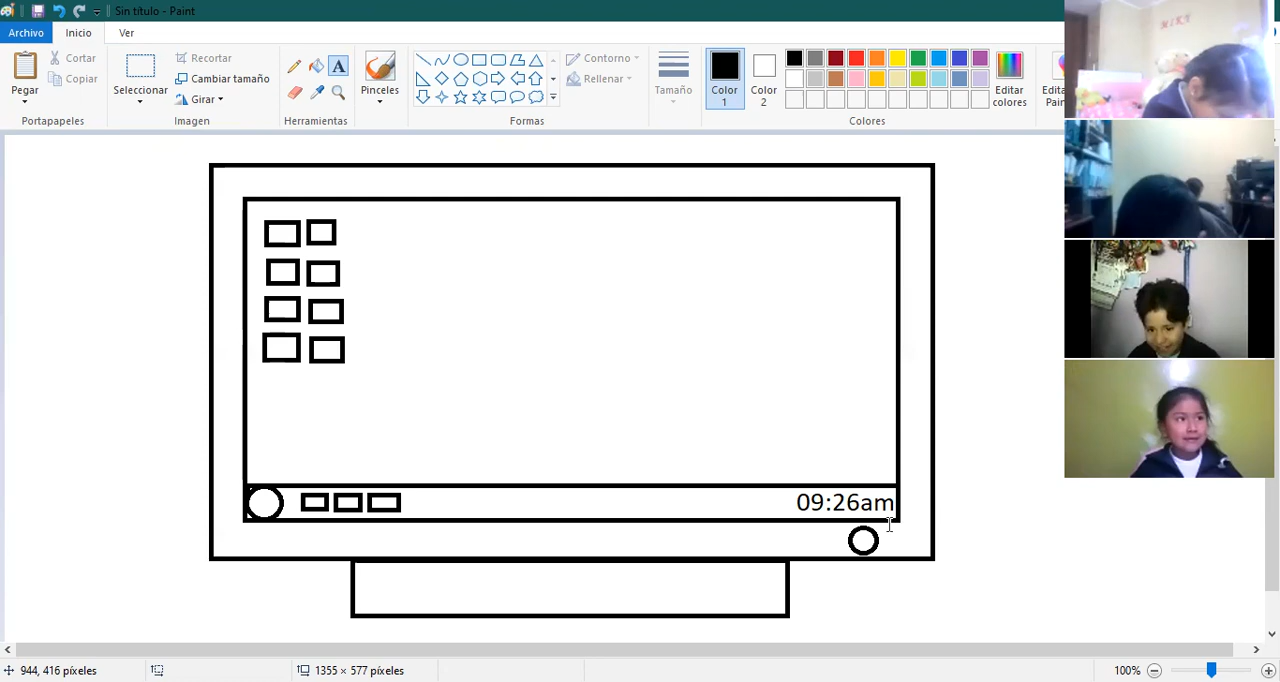 Sin título - Paint
Archivo Inicio Ver
Pegar
Cortar
Copiar
Portapapeles
Seleccionar
Recortar
Cambiar tamaño
Girar
Imagen
A
Herramientas
Pinceles
Formas
Contorno
Rellenar
Tamaño
Color
1
Color
2
Colores
Editar
colores
Edita
Pain
09:26am
944, 416 píxeles
1355 × 577 píxeles
100%